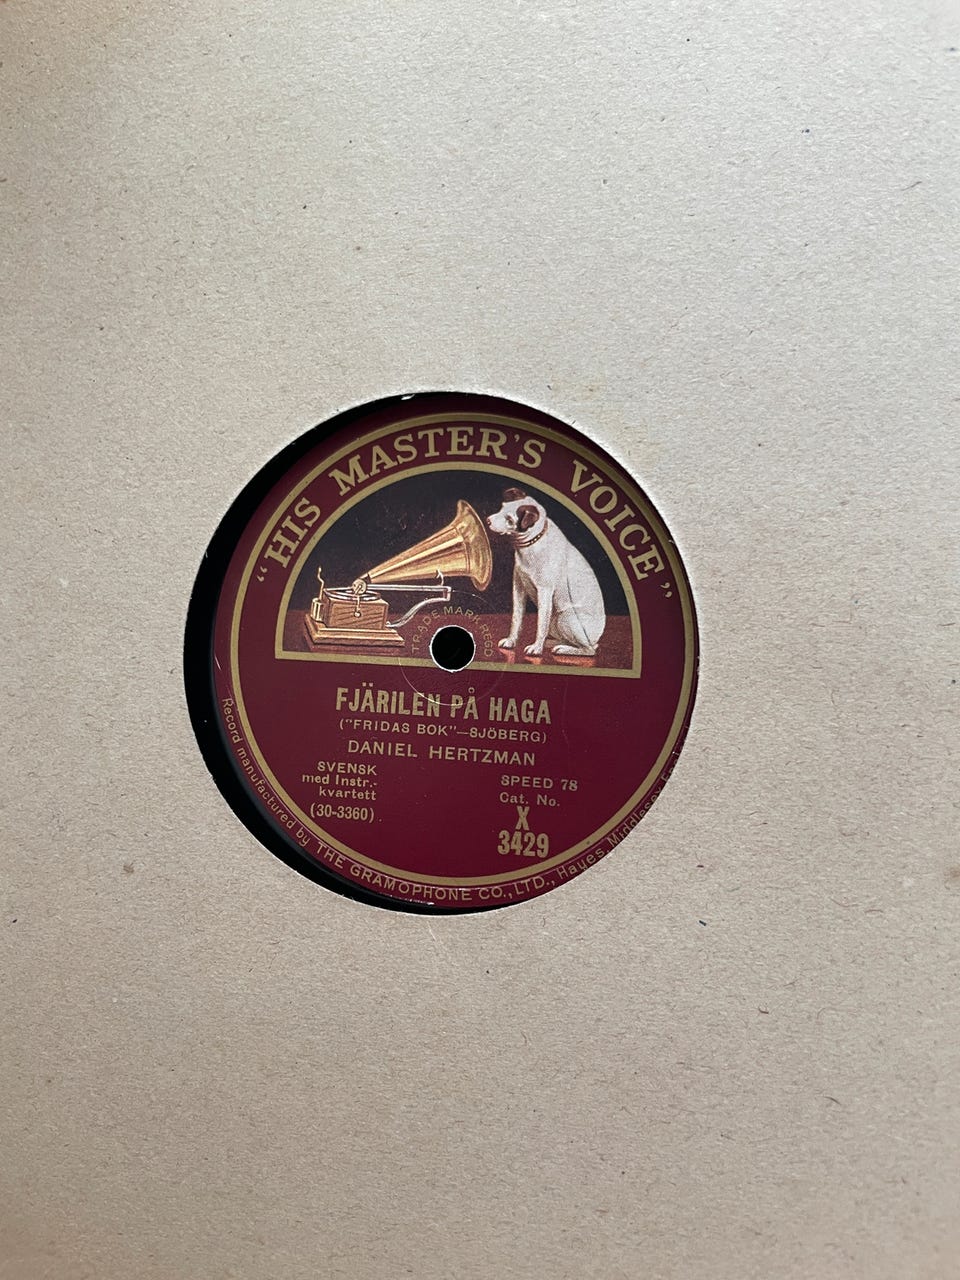 "HIS MASTER'S VOICE"
TRADE MARK REGD
FJÄRILEN PÅ HAGA
("FRIDAS BOK"—SJÖBERG)
DANIEL HERTZMAN
SVENSK
med Instr.-
kvartett
(30-3360)
SPEED 78
Cat. No.
X
3429
Record manufactured by THE GRAMOPHONE CO., LTD., Hayes, Middlesex,